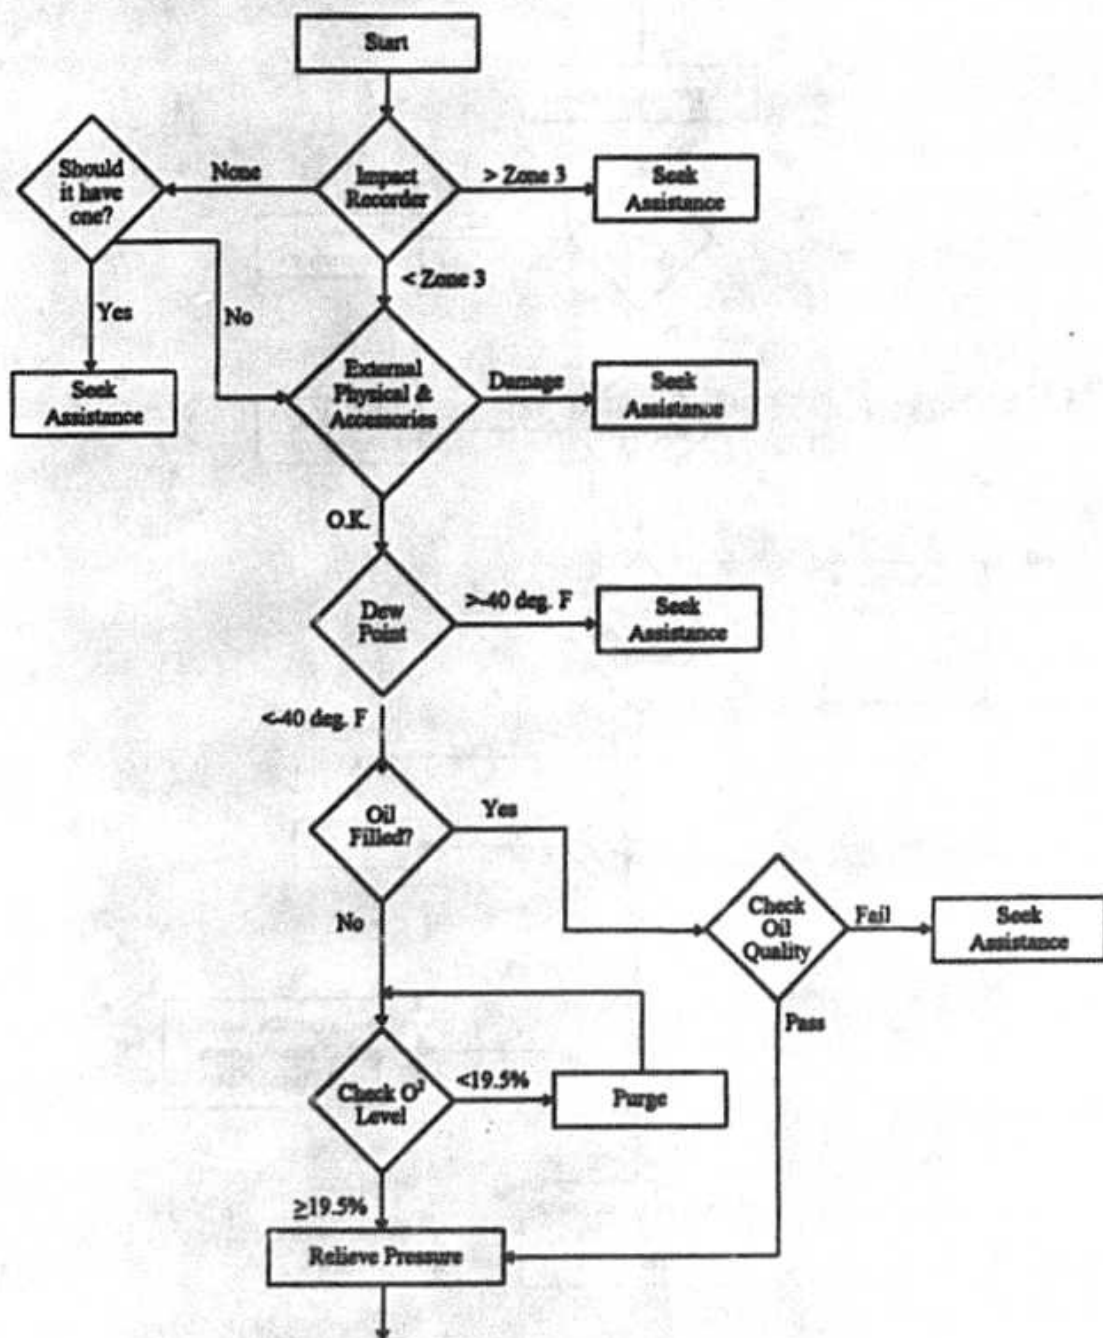 Start
Should
it have
one?
None
Impact
Recorder
> Zone 3
Seek
Assistance
< Zone 3
Yes
No
Seek
Assistance
External
Physical &
Accessories
Damage
Seek
Assistance
O.K.
Dew
Point
>-40 deg. F
Seek
Assistance
<-40 deg. F
Oil
Filled?
Yes
No
Check
Oil
Quality
Fail
Seek
Assistance
Pass
Check O²
Level
<19.5%
Purge
≥19.5%
Relieve Pressure